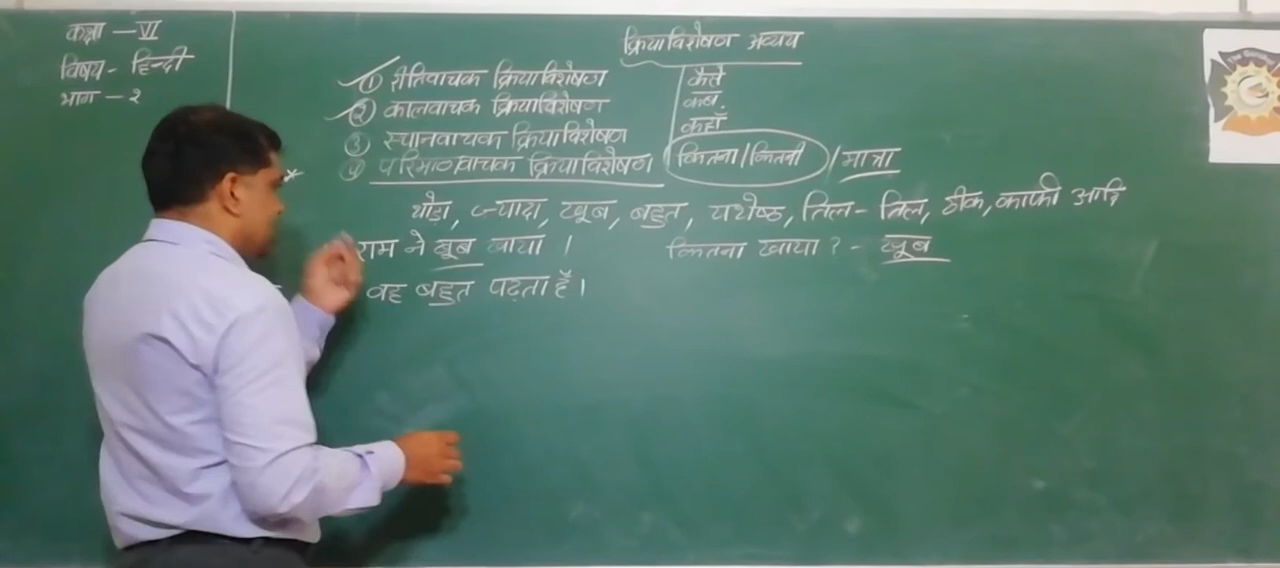 कक्षा - VI
विषय - हिन्दी
भाग - २
क्रियाविशेषण अव्यय
① रीतिवाचक क्रियाविशेषण कैसे
② कालवाचक क्रियाविशेषण कब.
③ स्थानवाचक क्रियाविशेषण कहाँ
④ परिमाणवाचक क्रियाविशेषण कितना/कितनी / मात्रा
थोड़ा, ज्यादा, खूब, बहुत, यथेष्ठ, तिल-तिल, ठीक, काफी आदि
राम ने खूब खाया । कितना खाया ? - खूब
वह बहुत पढ़ता है ।